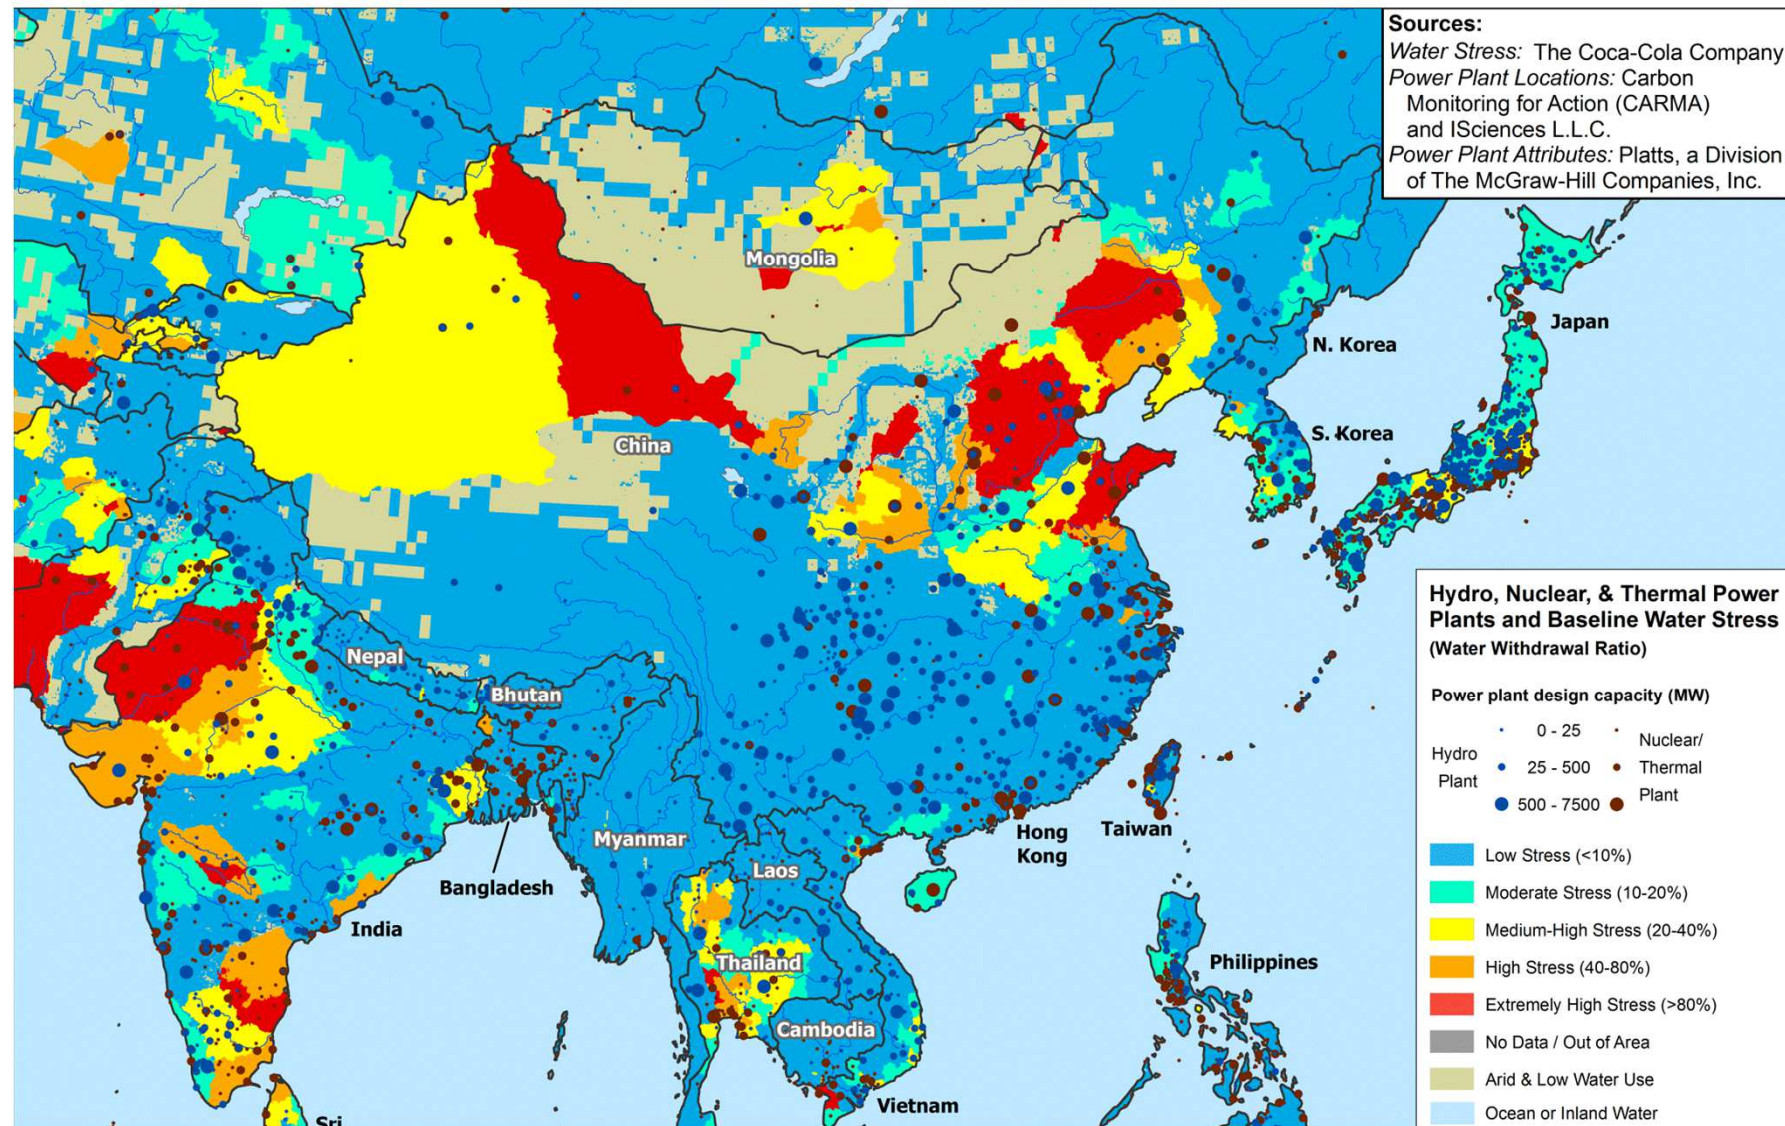 Sources:
Water Stress: The Coca-Cola Company
Power Plant Locations: Carbon
Monitoring for Action (CARMA)
and ISciences L.L.C.
Power Plant Attributes: Platts, a Division
of The McGraw-Hill Companies, Inc.
Mongolia
Japan
N. Korea
S. Korea
China
Nepal
Bhutan
Myanmar
Hong
Kong
Taiwan
Laos
Bangladesh
India
Thailand
Philippines
Cambodia
Vietnam
Sri
Hydro, Nuclear, & Thermal Power
Plants and Baseline Water Stress
(Water Withdrawal Ratio)
Power plant design capacity (MW)
Hydro
Plant
0 - 25
25 - 500
500 - 7500
Nuclear/
Thermal
Plant
Low Stress (<10%)
Moderate Stress (10-20%)
Medium-High Stress (20-40%)
High Stress (40-80%)
Extremely High Stress (>80%)
No Data / Out of Area
Arid & Low Water Use
Ocean or Inland Water